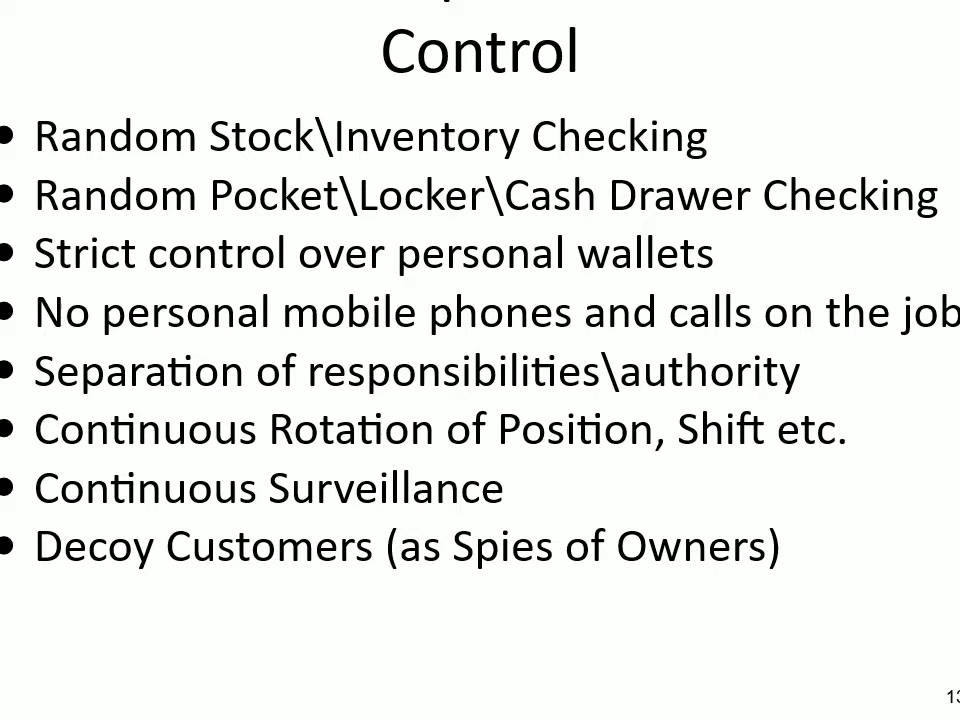 Control
• Random Stock\Inventory Checking
• Random Pocket\Locker\Cash Drawer Checking
• Strict control over personal wallets
• No personal mobile phones and calls on the job
• Separation of responsibilities\authority
• Continuous Rotation of Position, Shift etc.
• Continuous Surveillance
• Decoy Customers (as Spies of Owners)